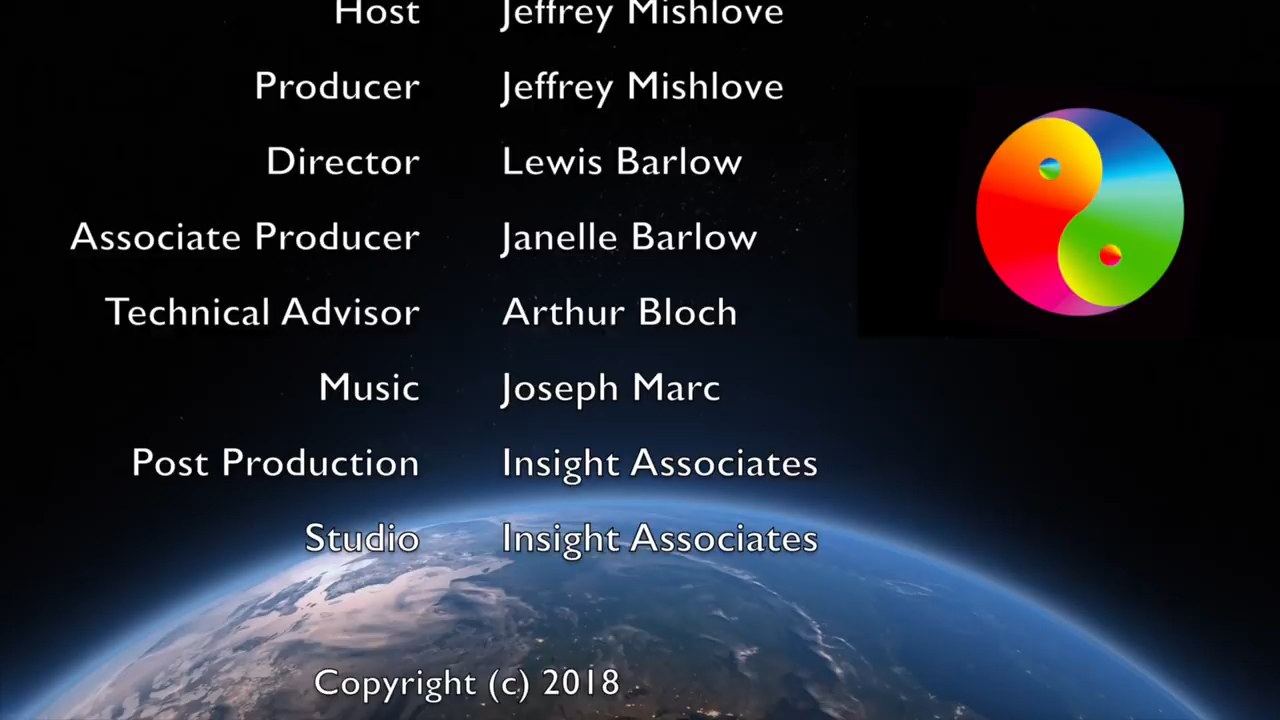 Host Jeffrey Mishlove
Producer Jeffrey Mishlove
Director Lewis Barlow
Associate Producer Janelle Barlow
Technical Advisor Arthur Bloch
Music Joseph Marc
Post Production Insight Associates
Studio Insight Associates
Copyright (c) 2018